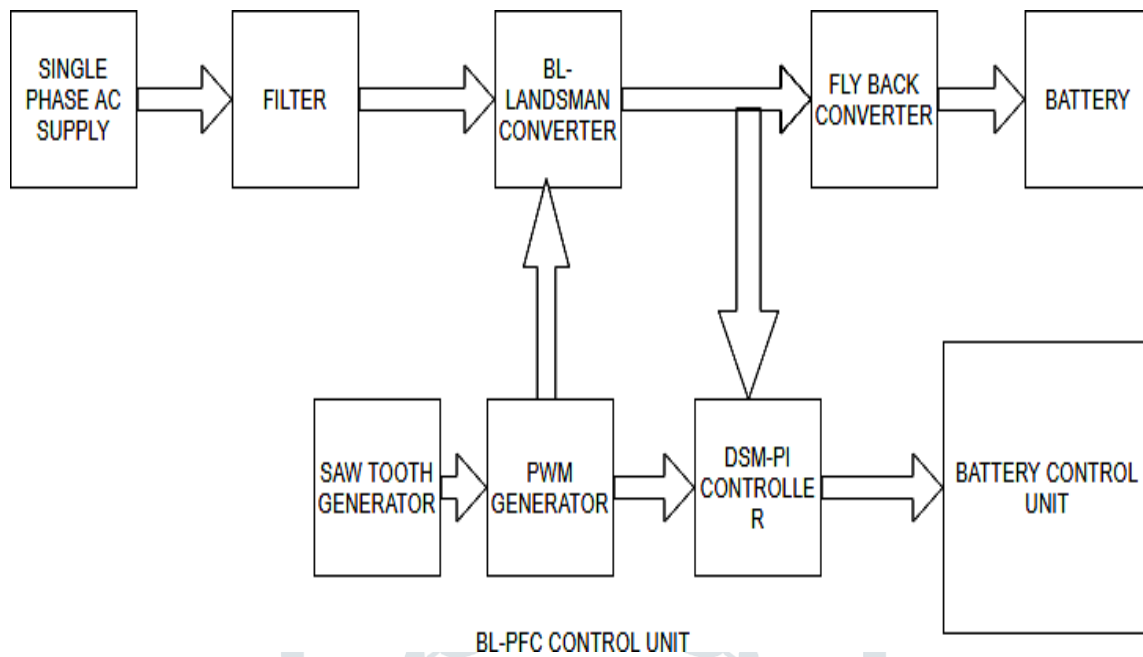 SINGLE
PHASE AC
SUPPLY
FILTER
BL-
LANDSMAN
CONVERTER
FLY BACK
CONVERTER
BATTERY
SAW TOOTH
GENERATOR
PWM
GENERATOR
DSM-PI
CONTROLLE
R
BATTERY CONTROL
UNIT
BL-PFC CONTROL UNIT